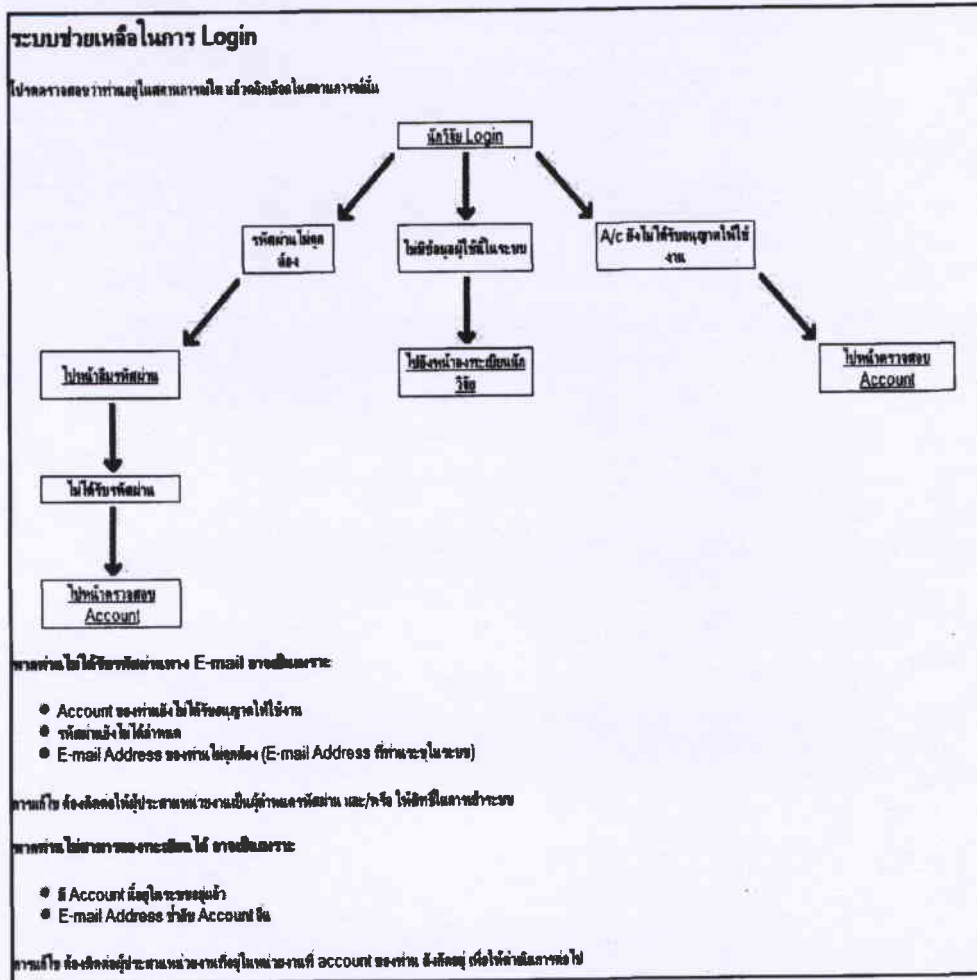 ระบบช่วยเหลือในการ Login
โปรดตรวจสอบว่าท่านอยู่ในสถานการณ์ใด แล้วคลิกเลือกในสถานการณ์นั้น
นักวิจัย Login
รหัสผ่านไม่ถูก
ต้อง
ไม่มีข้อมูลผู้ใช้นี้ในระบบ
A/c ยังไม่ได้รับอนุญาตให้ใช้
งาน
ไปหน้าลืมรหัสผ่าน
ไปยังหน้าลงทะเบียนนัก
วิจัย
ไปหน้าตรวจสอบ
Account
ไม่ได้รับรหัสผ่าน
ไปหน้าตรวจสอบ
Account
หากท่านไม่ได้รับรหัสผ่านทาง E-mail อาจเป็นเพราะ
Account ของท่านยังไม่ได้รับอนุญาตให้ใช้งาน
รหัสผ่านยังไม่ได้กำหนด
E-mail Address ของท่านไม่ถูกต้อง (E-mail Address ที่ท่านระบุในระบบ)
การแก้ไข ต้องติดต่อให้ผู้ประสานหน่วยงานเป็นผู้กำหนดรหัสผ่าน และ/หรือ ให้สิทธิ์ในการเข้าระบบ
หากท่านไม่สามารถลงทะเบียนได้ อาจเป็นเพราะ
มี Account นี้อยู่ในระบบอยู่แล้ว
E-mail Address ซ้ำกับ Account อื่น
การแก้ไข ต้องติดต่อผู้ประสานหน่วยงานที่อยู่ในหน่วยงานที่ account ของท่าน สังกัดอยู่ เพื่อให้ดำเนินการต่อไป